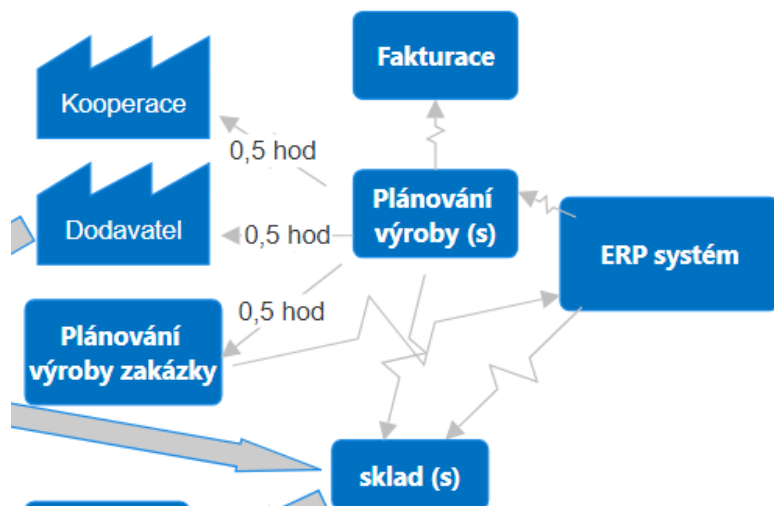 Fakturace
Kooperace
0,5 hod
Plánování
výroby (s)
Dodavatel
0,5 hod
ERP systém
0,5 hod
Plánování
výroby zakázky
sklad (s)